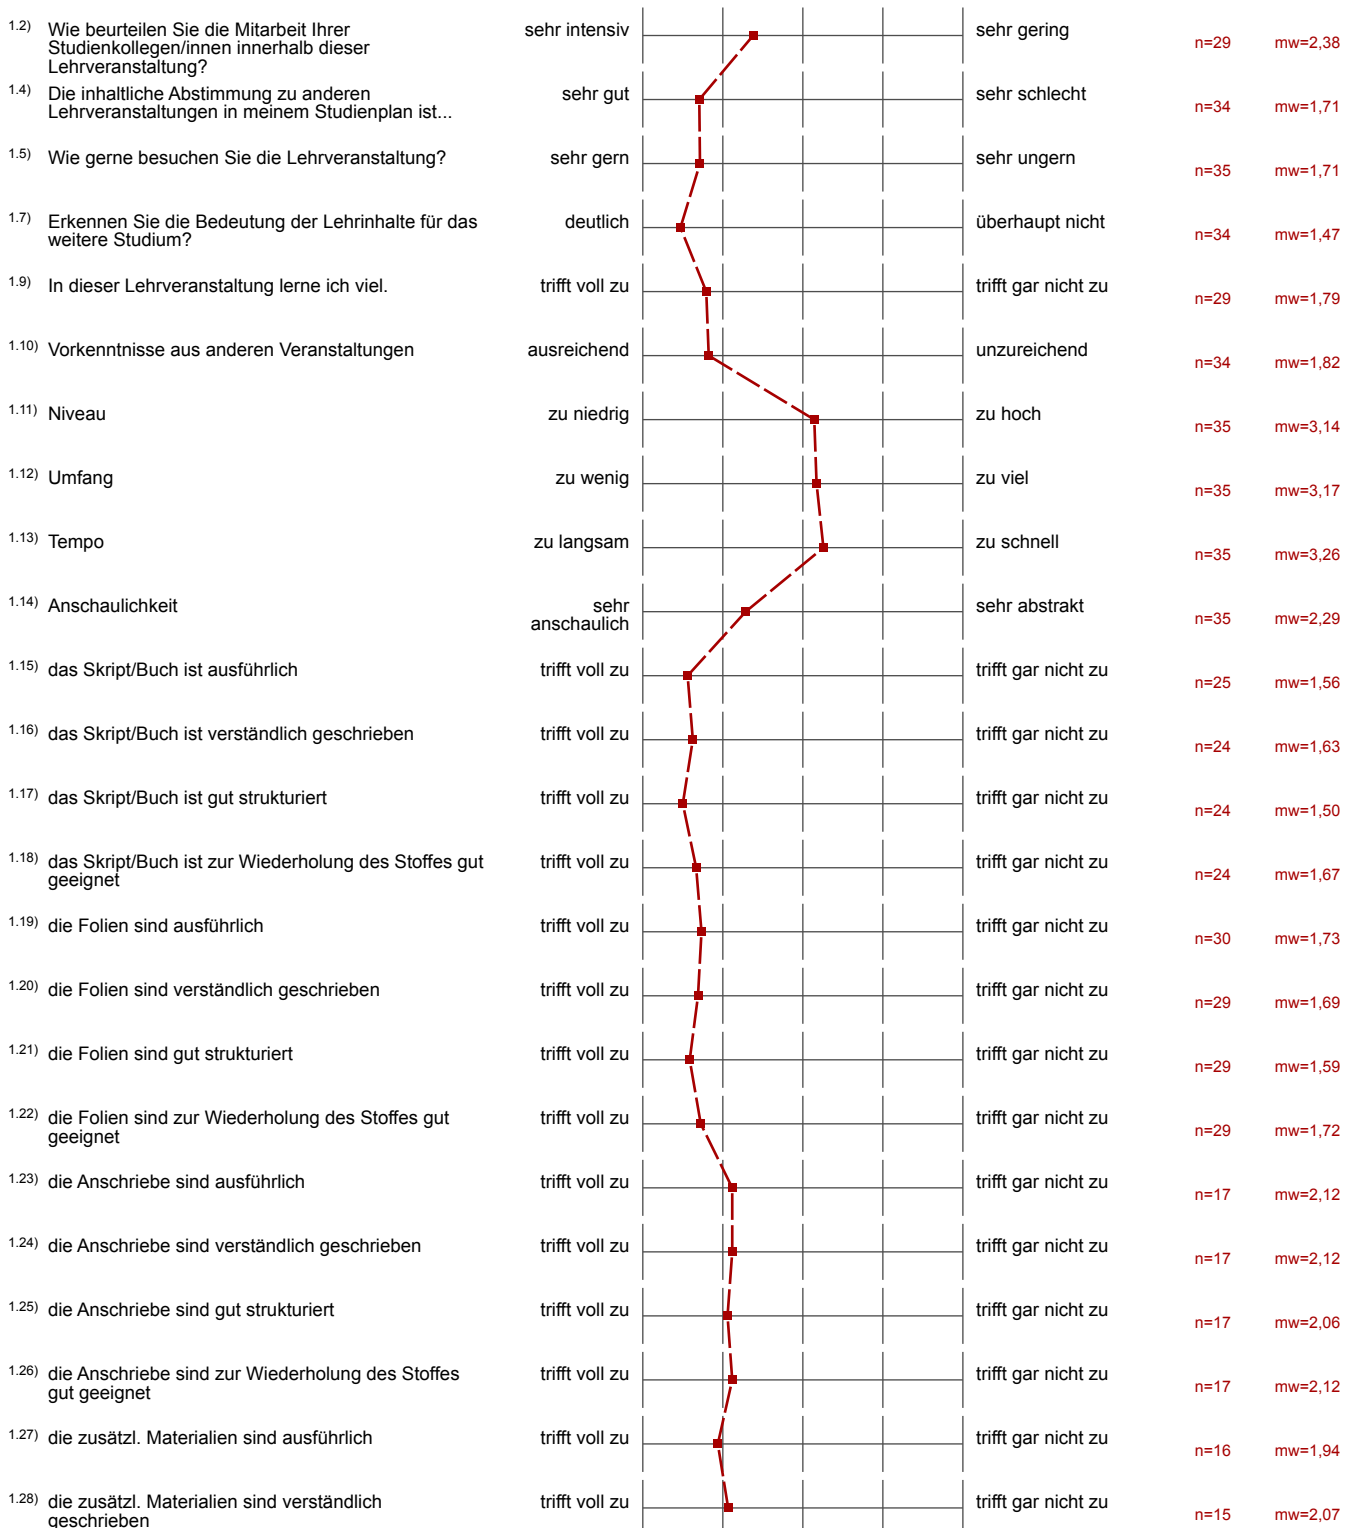 1.2) Wie beurteilen Sie die Mitarbeit Ihrer
Studienkollegen/innen innerhalb dieser
Lehrveranstaltung?
sehr intensiv
sehr gering
n=29 mw=2,38
1.4) Die inhaltliche Abstimmung zu anderen
Lehrveranstaltungen in meinem Studienplan ist...
sehr gut
sehr schlecht
n=34 mw=1,71
1.5) Wie gerne besuchen Sie die Lehrveranstaltung?
sehr gern
sehr ungern
n=35 mw=1,71
1.7) Erkennen Sie die Bedeutung der Lehrinhalte für das
weitere Studium?
deutlich
überhaupt nicht
n=34 mw=1,47
1.9) In dieser Lehrveranstaltung lerne ich viel.
trifft voll zu
trifft gar nicht zu
n=29 mw=1,79
1.10) Vorkenntnisse aus anderen Veranstaltungen
ausreichend
unzureichend
n=34 mw=1,82
1.11) Niveau
zu niedrig
zu hoch
n=35 mw=3,14
1.12) Umfang
zu wenig
zu viel
n=35 mw=3,17
1.13) Tempo
zu langsam
zu schnell
n=35 mw=3,26
1.14) Anschaulichkeit
sehr
anschaulich
sehr abstrakt
n=35 mw=2,29
1.15) das Skript/Buch ist ausführlich
trifft voll zu
trifft gar nicht zu
n=25 mw=1,56
1.16) das Skript/Buch ist verständlich geschrieben
trifft voll zu
trifft gar nicht zu
n=24 mw=1,63
1.17) das Skript/Buch ist gut strukturiert
trifft voll zu
trifft gar nicht zu
n=24 mw=1,50
1.18) das Skript/Buch ist zur Wiederholung des Stoffes gut
geeignet
trifft voll zu
trifft gar nicht zu
n=24 mw=1,67
1.19) die Folien sind ausführlich
trifft voll zu
trifft gar nicht zu
n=30 mw=1,73
1.20) die Folien sind verständlich geschrieben
trifft voll zu
trifft gar nicht zu
n=29 mw=1,69
1.21) die Folien sind gut strukturiert
trifft voll zu
trifft gar nicht zu
n=29 mw=1,59
1.22) die Folien sind zur Wiederholung des Stoffes gut
geeignet
trifft voll zu
trifft gar nicht zu
n=29 mw=1,72
1.23) die Anschriebe sind ausführlich
trifft voll zu
trifft gar nicht zu
n=17 mw=2,12
1.24) die Anschriebe sind verständlich geschrieben
trifft voll zu
trifft gar nicht zu
n=17 mw=2,12
1.25) die Anschriebe sind gut strukturiert
trifft voll zu
trifft gar nicht zu
n=17 mw=2,06
1.26) die Anschriebe sind zur Wiederholung des Stoffes
gut geeignet
trifft voll zu
trifft gar nicht zu
n=17 mw=2,12
1.27) die zusätzl. Materialien sind ausführlich
trifft voll zu
trifft gar nicht zu
n=16 mw=1,94
1.28) die zusätzl. Materialien sind verständlich
geschrieben
trifft voll zu
trifft gar nicht zu
n=15 mw=2,07